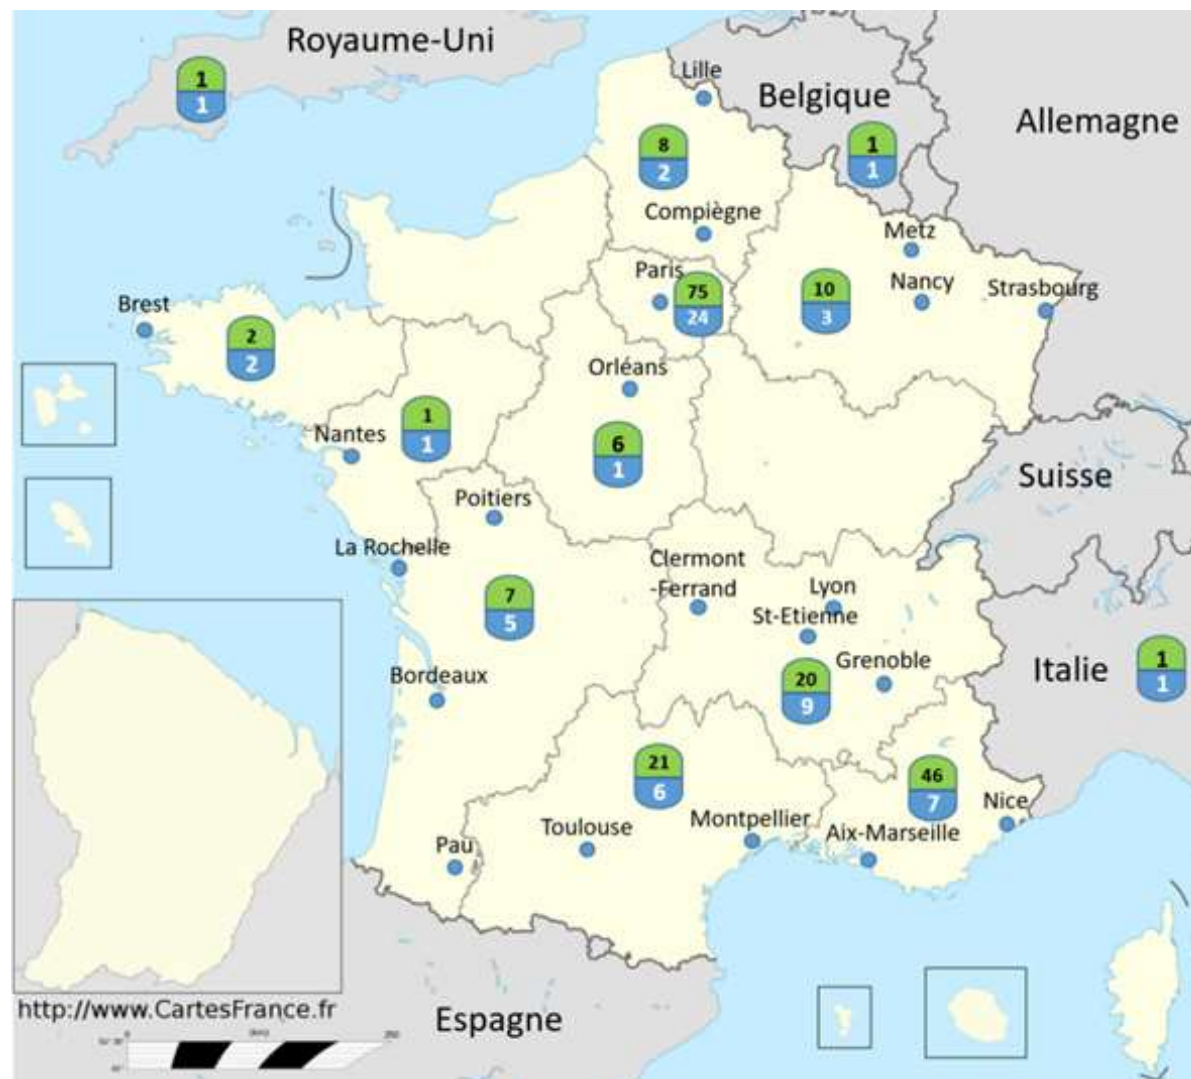 Royaume-Uni
1
1
Lille
Belgique
Allemagne
8
2
1
1
Compiègne
Metz
Paris
75
24
10
3
Nancy
Strasbourg
Brest
2
2
Orléans
1
1
Nantes
6
1
Suisse
Poitiers
La Rochelle
Clermont
-Ferrand
Lyon
St-Etienne
7
5
Grenoble
Italie
1
1
Bordeaux
20
9
21
6
46
7
Nice
Montpellier
Aix-Marseille
Toulouse
Pau
http://www.CartesFrance.fr
Espagne
0
250